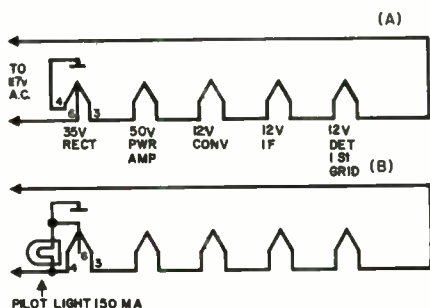 (A)
TO
117V
A.C.
4
6
3
35V
RECT
50V
PWR
AMP
12V
CONV
12V
IF
12V
DET
1 St
GRID
(B)
6
4
3
PILOT LIGHT 150 MA